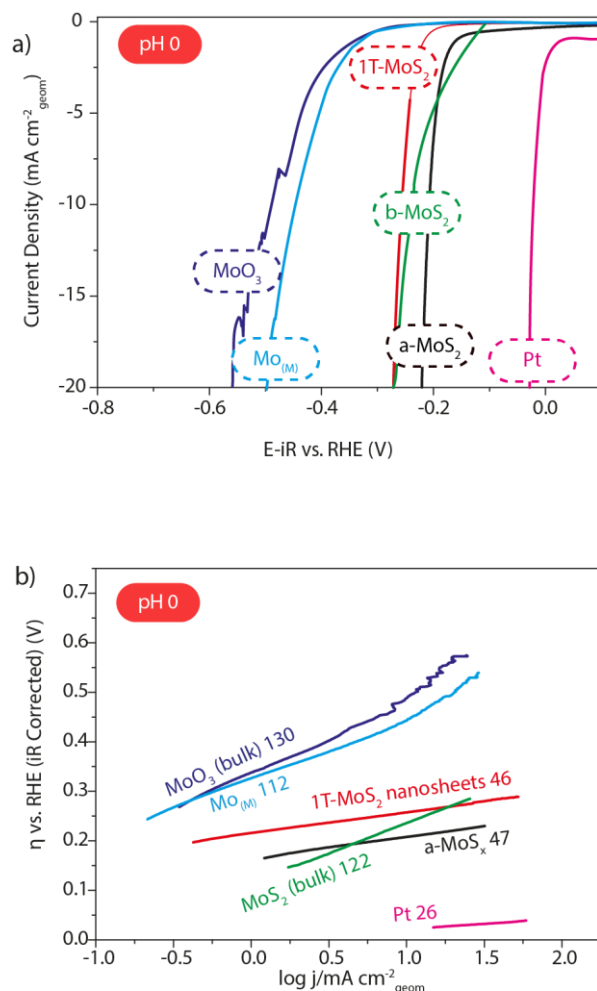 a)
pH 0
0
-5
-10
-15
-20
Current Density (mA cm⁻²geom)
1T-MoS₂
b-MoS₂
MoO₃
Mo(M)
a-MoS₂
Pt
-0.8
-0.6
-0.4
-0.2
0.0
E-iR vs. RHE (V)
b)
pH 0
0.7
0.6
0.5
0.4
0.3
0.2
0.1
0.0
η vs. RHE (iR Corrected) (V)
MoO₃ (bulk) 130
Mo(M) 112
1T-MoS₂ nanosheets 46
a-MoSₓ 47
MoS₂ (bulk) 122
Pt 26
-1.0
-0.5
0.0
0.5
1.0
1.5
2.0
log j/mA cm⁻²geom